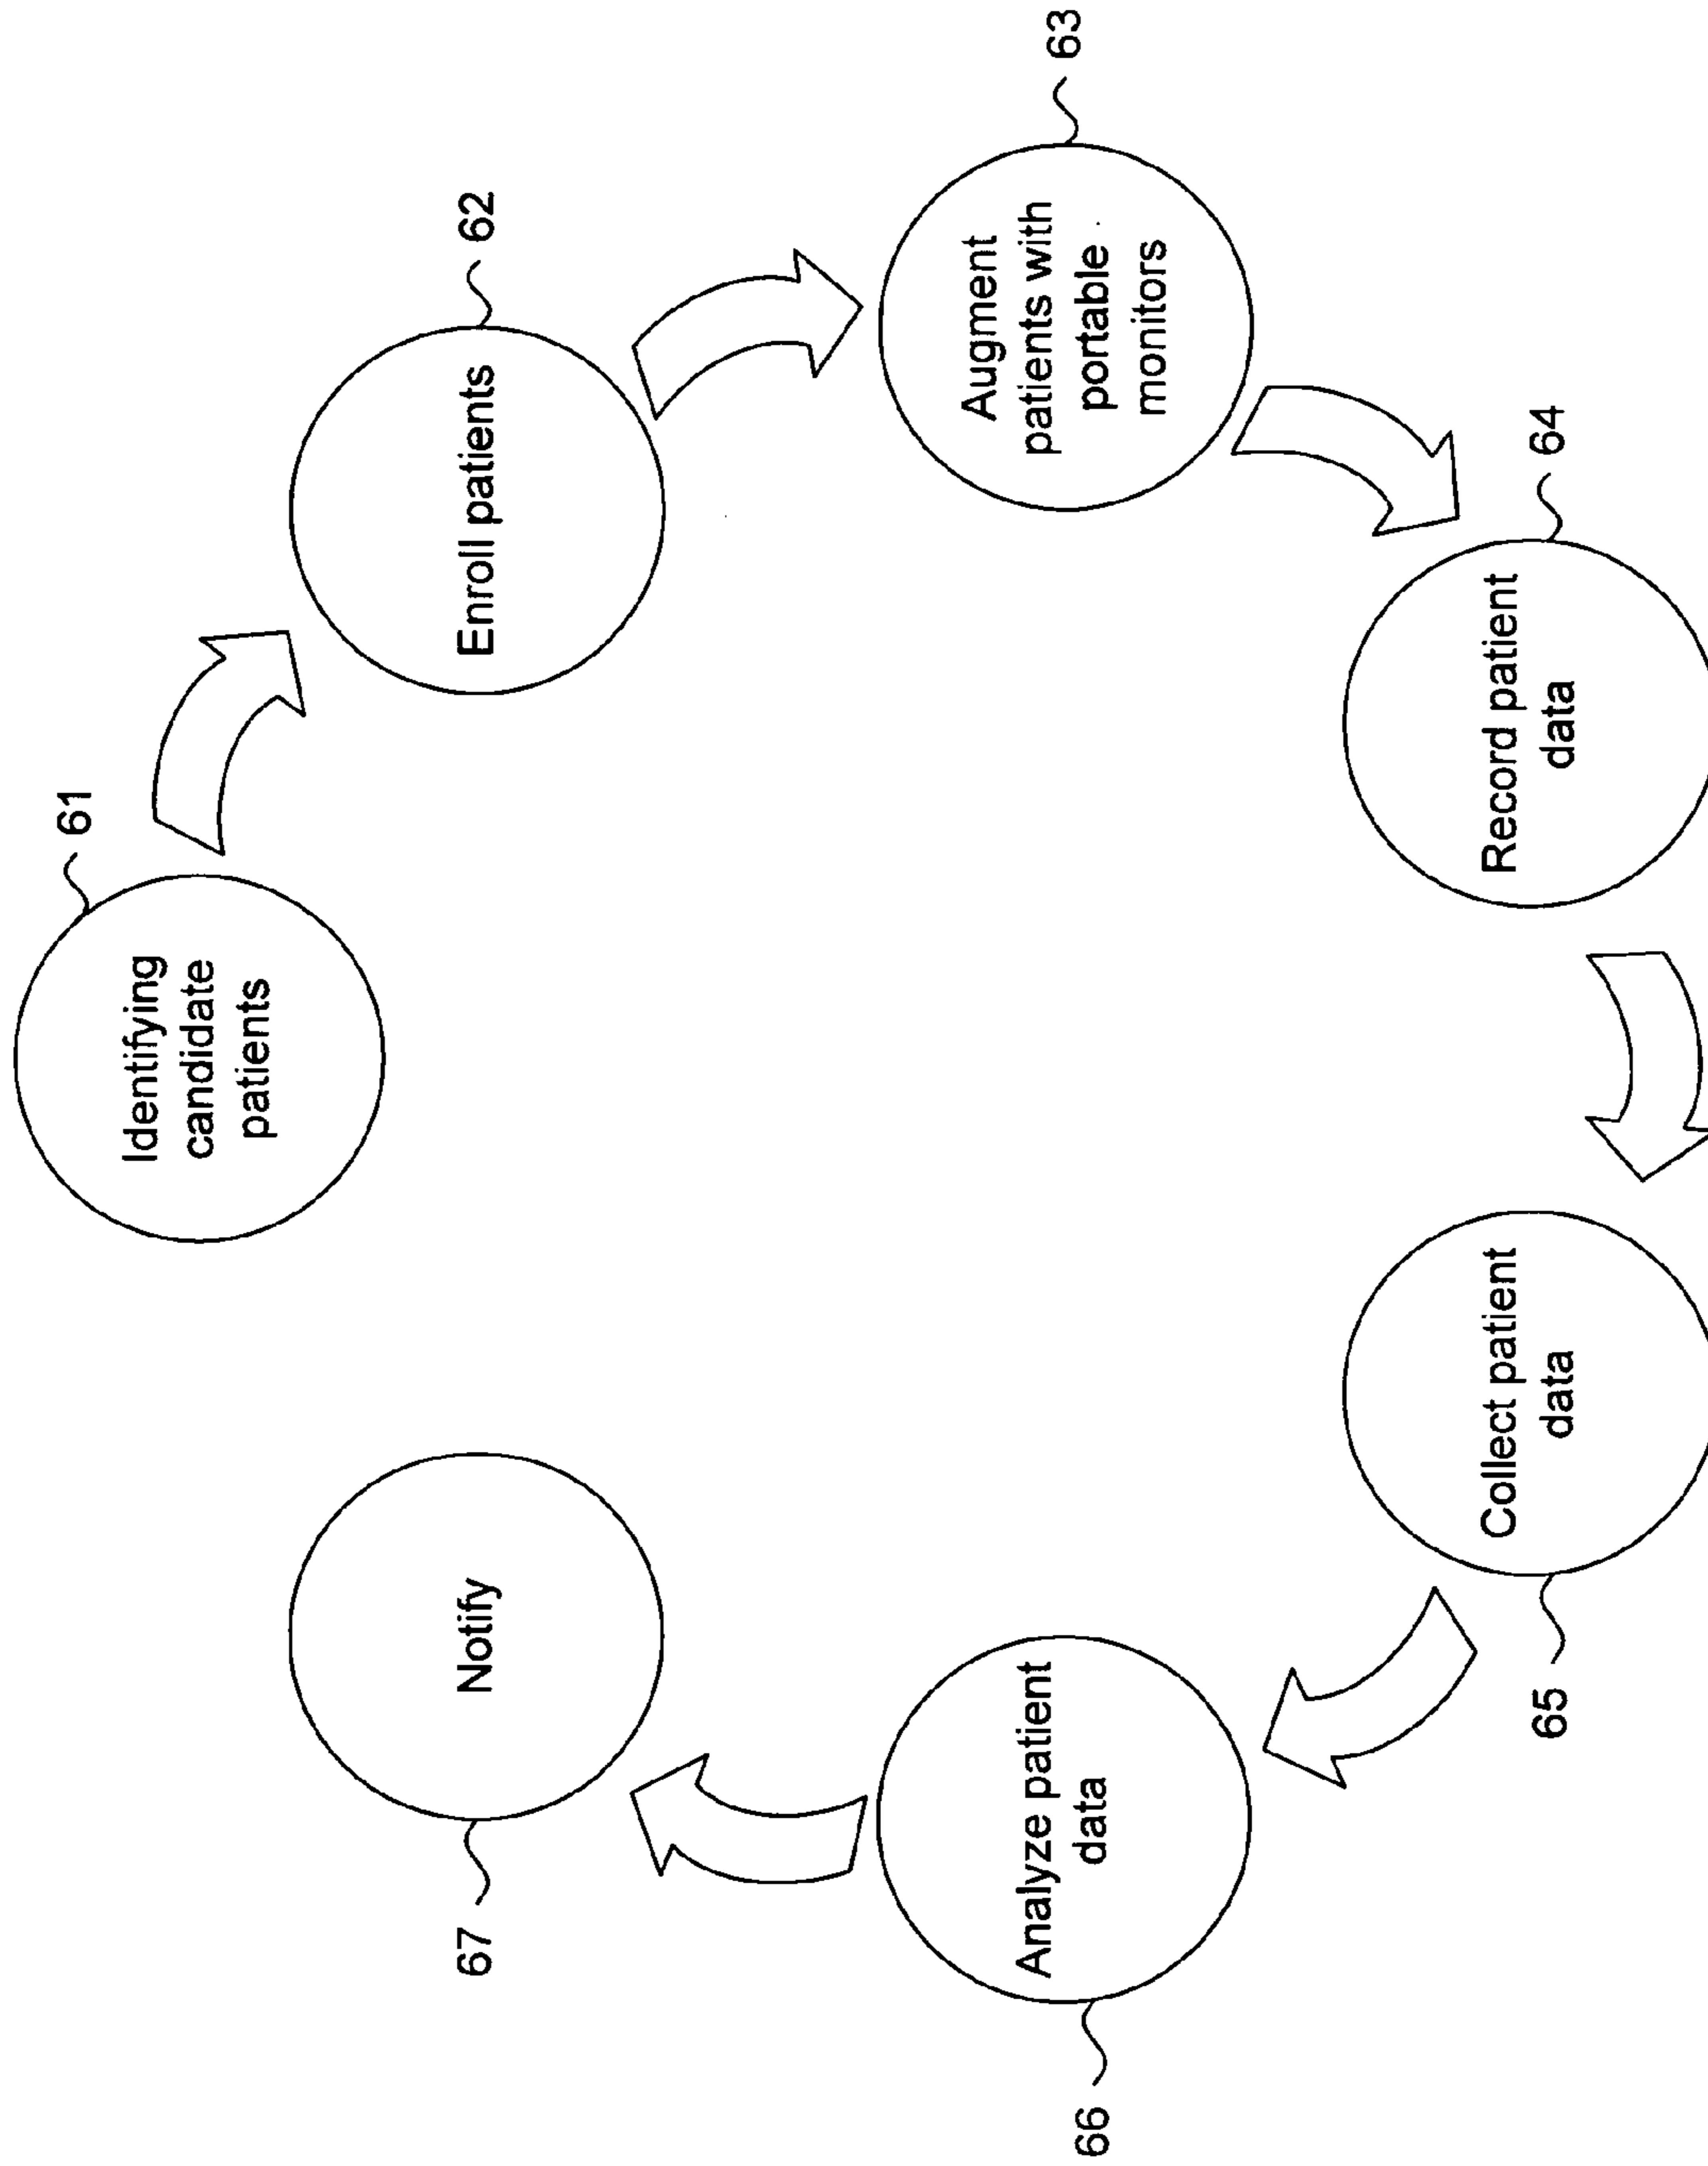 61
Identifying
candidate
patients
62
Enroll patients
63
Augment
patients with
portable
monitors
64
Record patient
data
65
Collect patient
data
66
Analyze patient
data
67
Notify